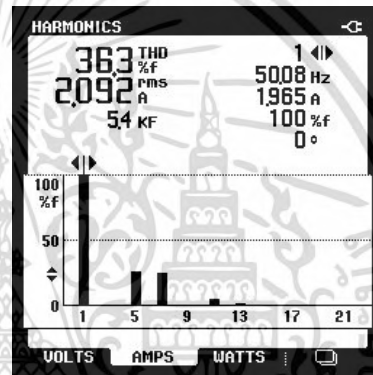 HARMONICS
36,3 THD %f
2,092 rms A
5,4 KF
1
50,08 Hz
1,965 A
100 %f
0 °
100
%f
50
0
1 5 9 13 17 21
VOLTS AMPS WATTS